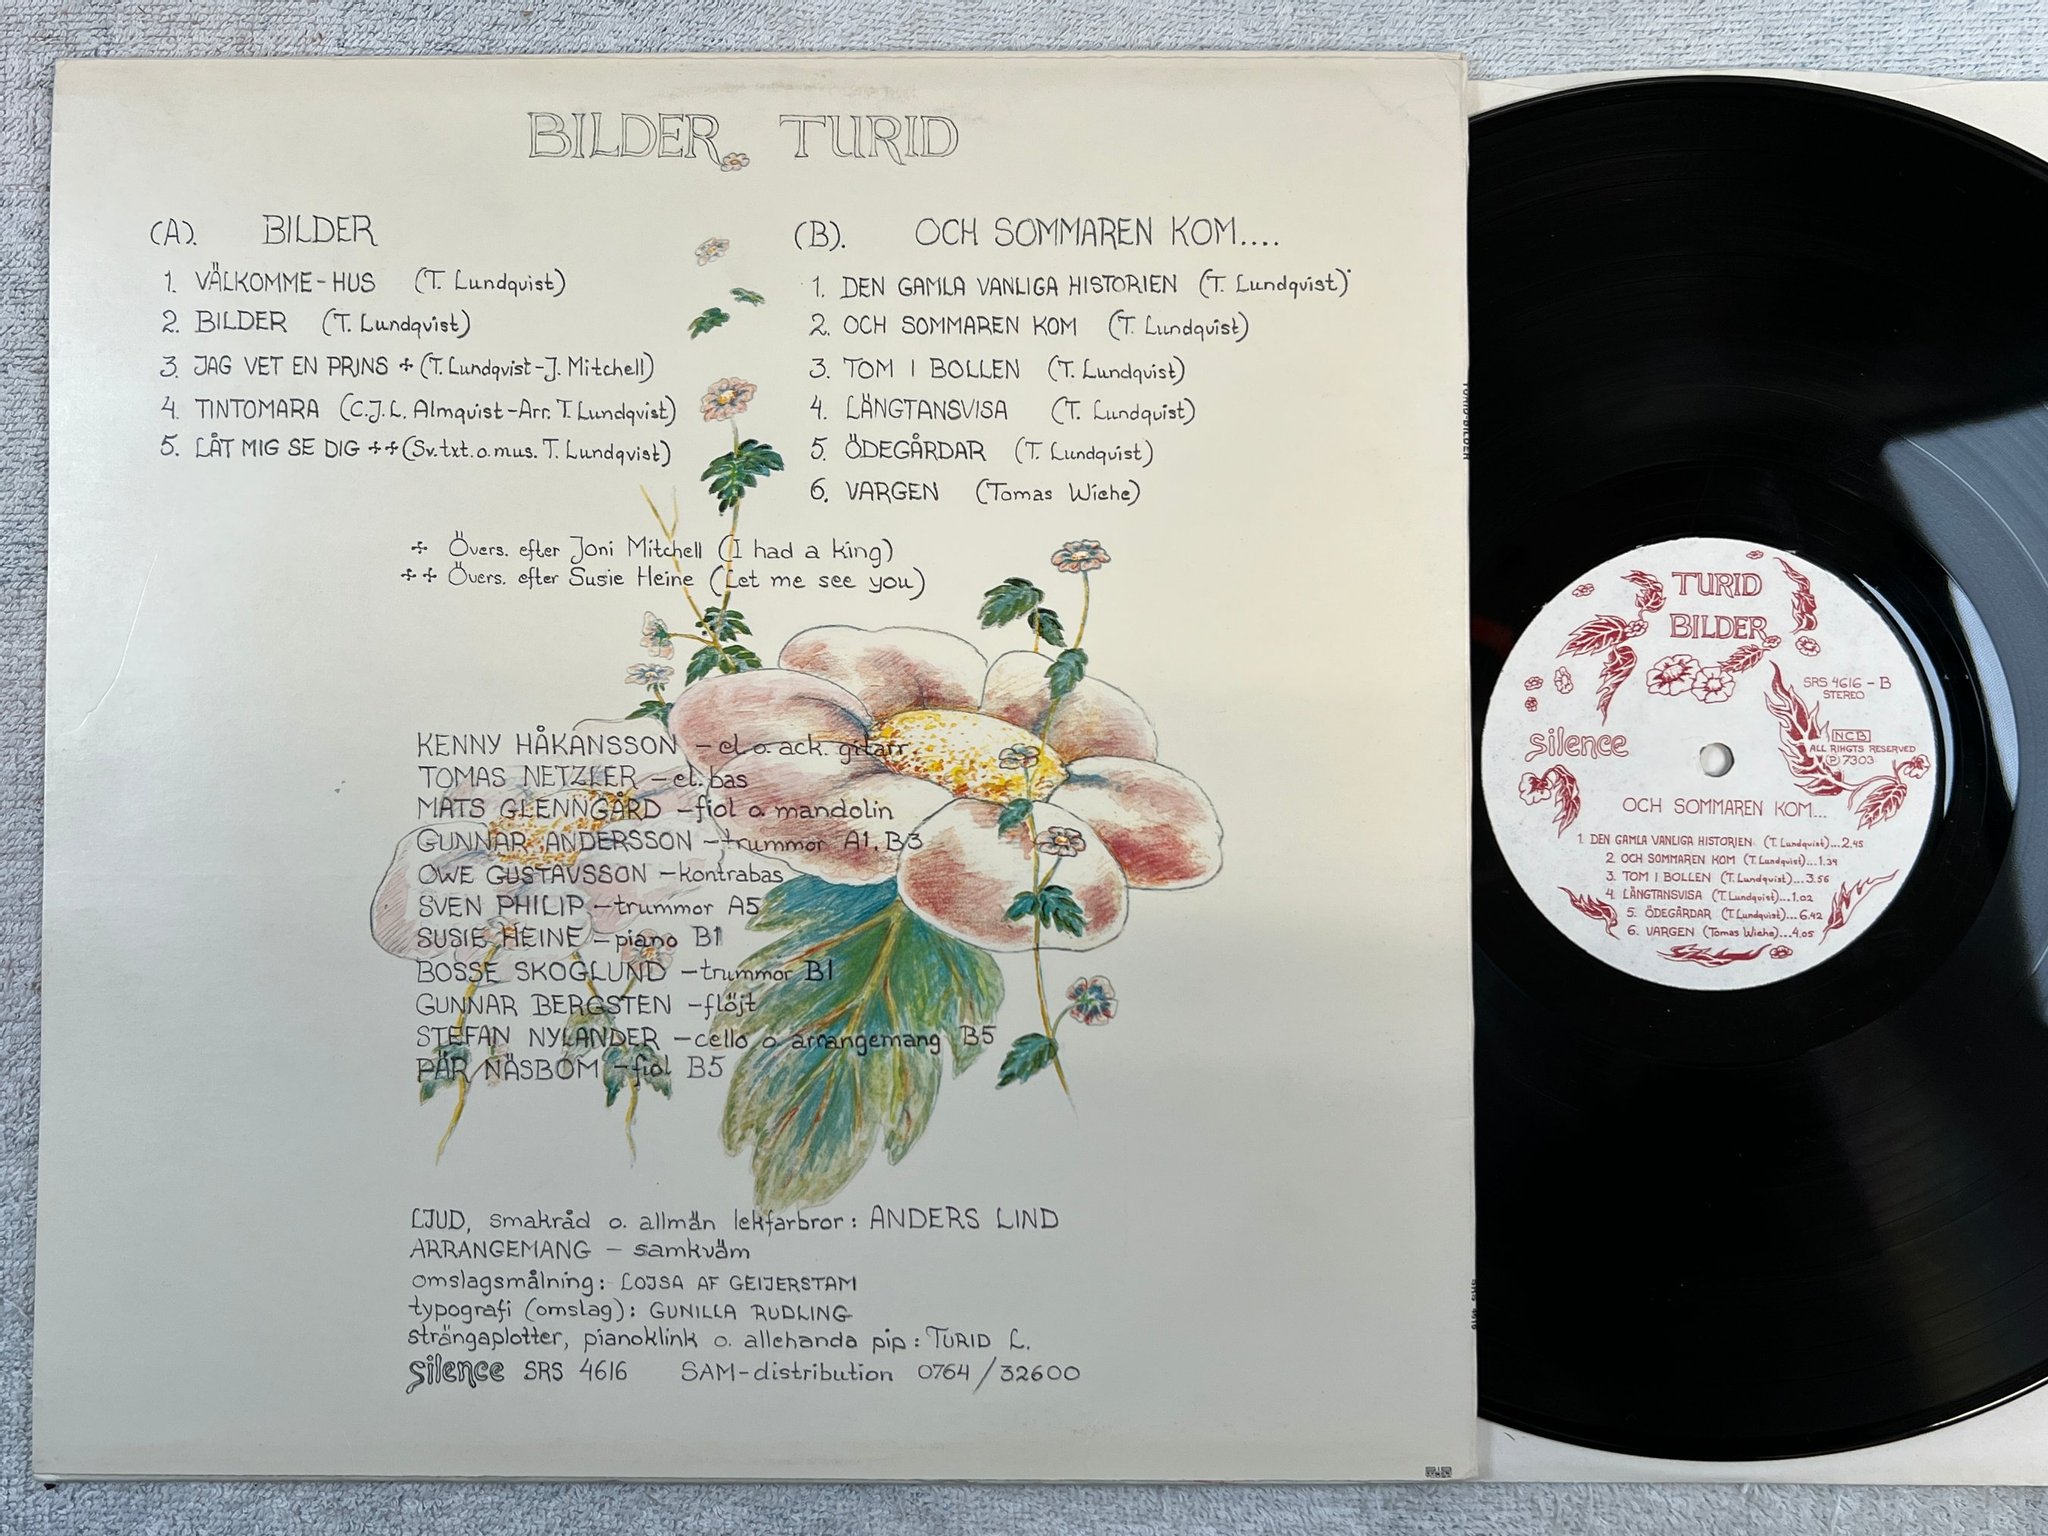 BILDER TURID
(A). BILDER
1. VÄLKOMME-HUS (T. Lundqvist)
2. BILDER (T. Lundqvist)
3. JAG VET EN PRINS + (T. Lundqvist-J. Mitchell)
4. TINTOMARA (C.J.L. Almquist-Arr. T. Lundqvist)
5. LÅT MIG SE DIG ++ (Sv. txt. o. mus. T. Lundqvist)
(B). OCH SOMMAREN KOM....
1. DEN GAMLA VANLIGA HISTORIEN (T. Lundqvist)
2. OCH SOMMAREN KOM (T. Lundqvist)
3. TOM I BOLLEN (T. Lundqvist)
4. LÄNGTANSVISA (T. Lundqvist)
5. ÖDEGÅRDAR (T. Lundqvist)
6. VARGEN (Tomas Wiehe)
+ Övers. efter Joni Mitchell (I had a king)
++ Övers. efter Susie Heine (Let me see you)
KENNY HÅKANSSON - el. o. ack. gitarr
TOMAS NETZLER - el. bas
MATS GLENNGÅRD - fiol o. mandolin
GUNNAR ANDERSSON - trummor A1, B3
OWE GUSTAVSSON - kontrabas
SVEN PHILIP - trummor A5
SUSIE HEINE - piano B1
BOSSE SKOGLUND - trummor B1
GUNNAR BERGSTEN - flöjt
STEFAN NYLANDER - cello o arrangemang B5
PÄR NÄSBOM - fiol B5
LJUD, smakråd o. allmän lekfarbror: ANDERS LIND
ARRANGEMANG - samkväm
omslagsmålning: LOJSA AF GEIJERSTAM
typografi (omslag): GUNILLA RUDLING
strängaplotter, pianoklink o. allehanda pip: TURID L.
silence SRS 4616 SAM-distribution 0764/32600
TURID BILDER
SRS 4616
TURID
BILDER
SRS 4616 - B
STEREO
silence
NCB
ALL RIHGTS RESERVED
(P) 7303
OCH SOMMAREN KOM...
1. DEN GAMLA VANLIGA HISTORIEN (T. Lundqvist)...2.45
2. OCH SOMMAREN KOM (T. Lundqvist)...1.39
3. TOM I BOLLEN (T. Lundqvist)...3.56
4. LÄNGTANSVISA (T. Lundqvist)...1.02
5. ÖDEGÅRDAR (T. Lundqvist)...6.42
6. VARGEN (Tomas Wiehe)...4.05